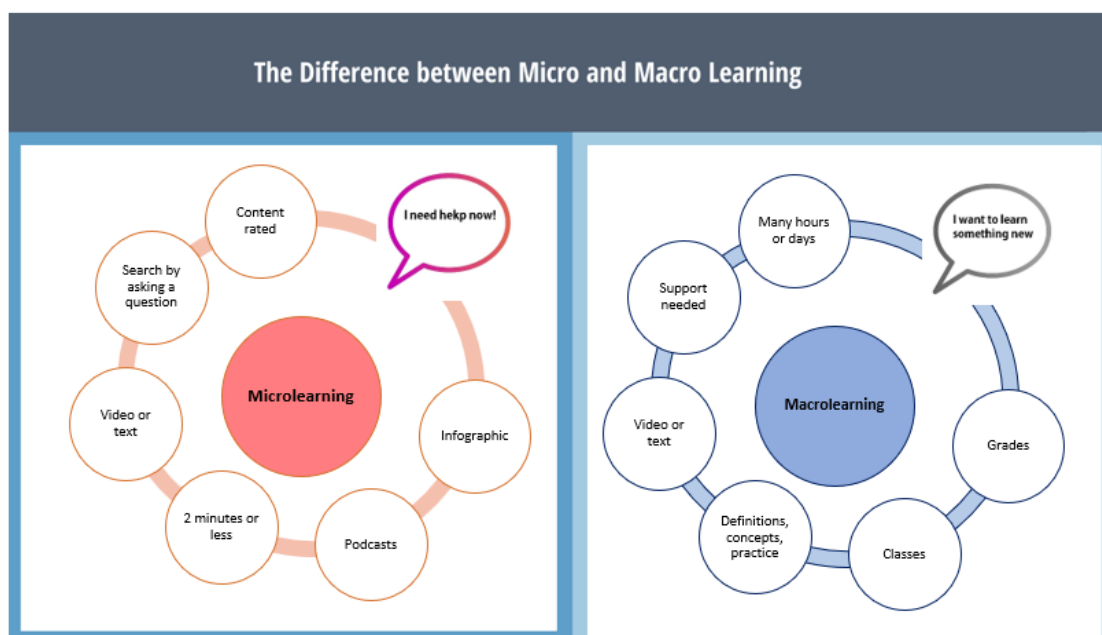 The Difference between Micro and Macro Learning
I need hekp now!
Content
rated
Search by
asking a
question
Video or
text
2 minutes or
less
Podcasts
Infographic
Microlearning
I want to learn
something new
Many hours
or days
Support
needed
Video or
text
Definitions,
concepts,
practice
Classes
Grades
Macrolearning